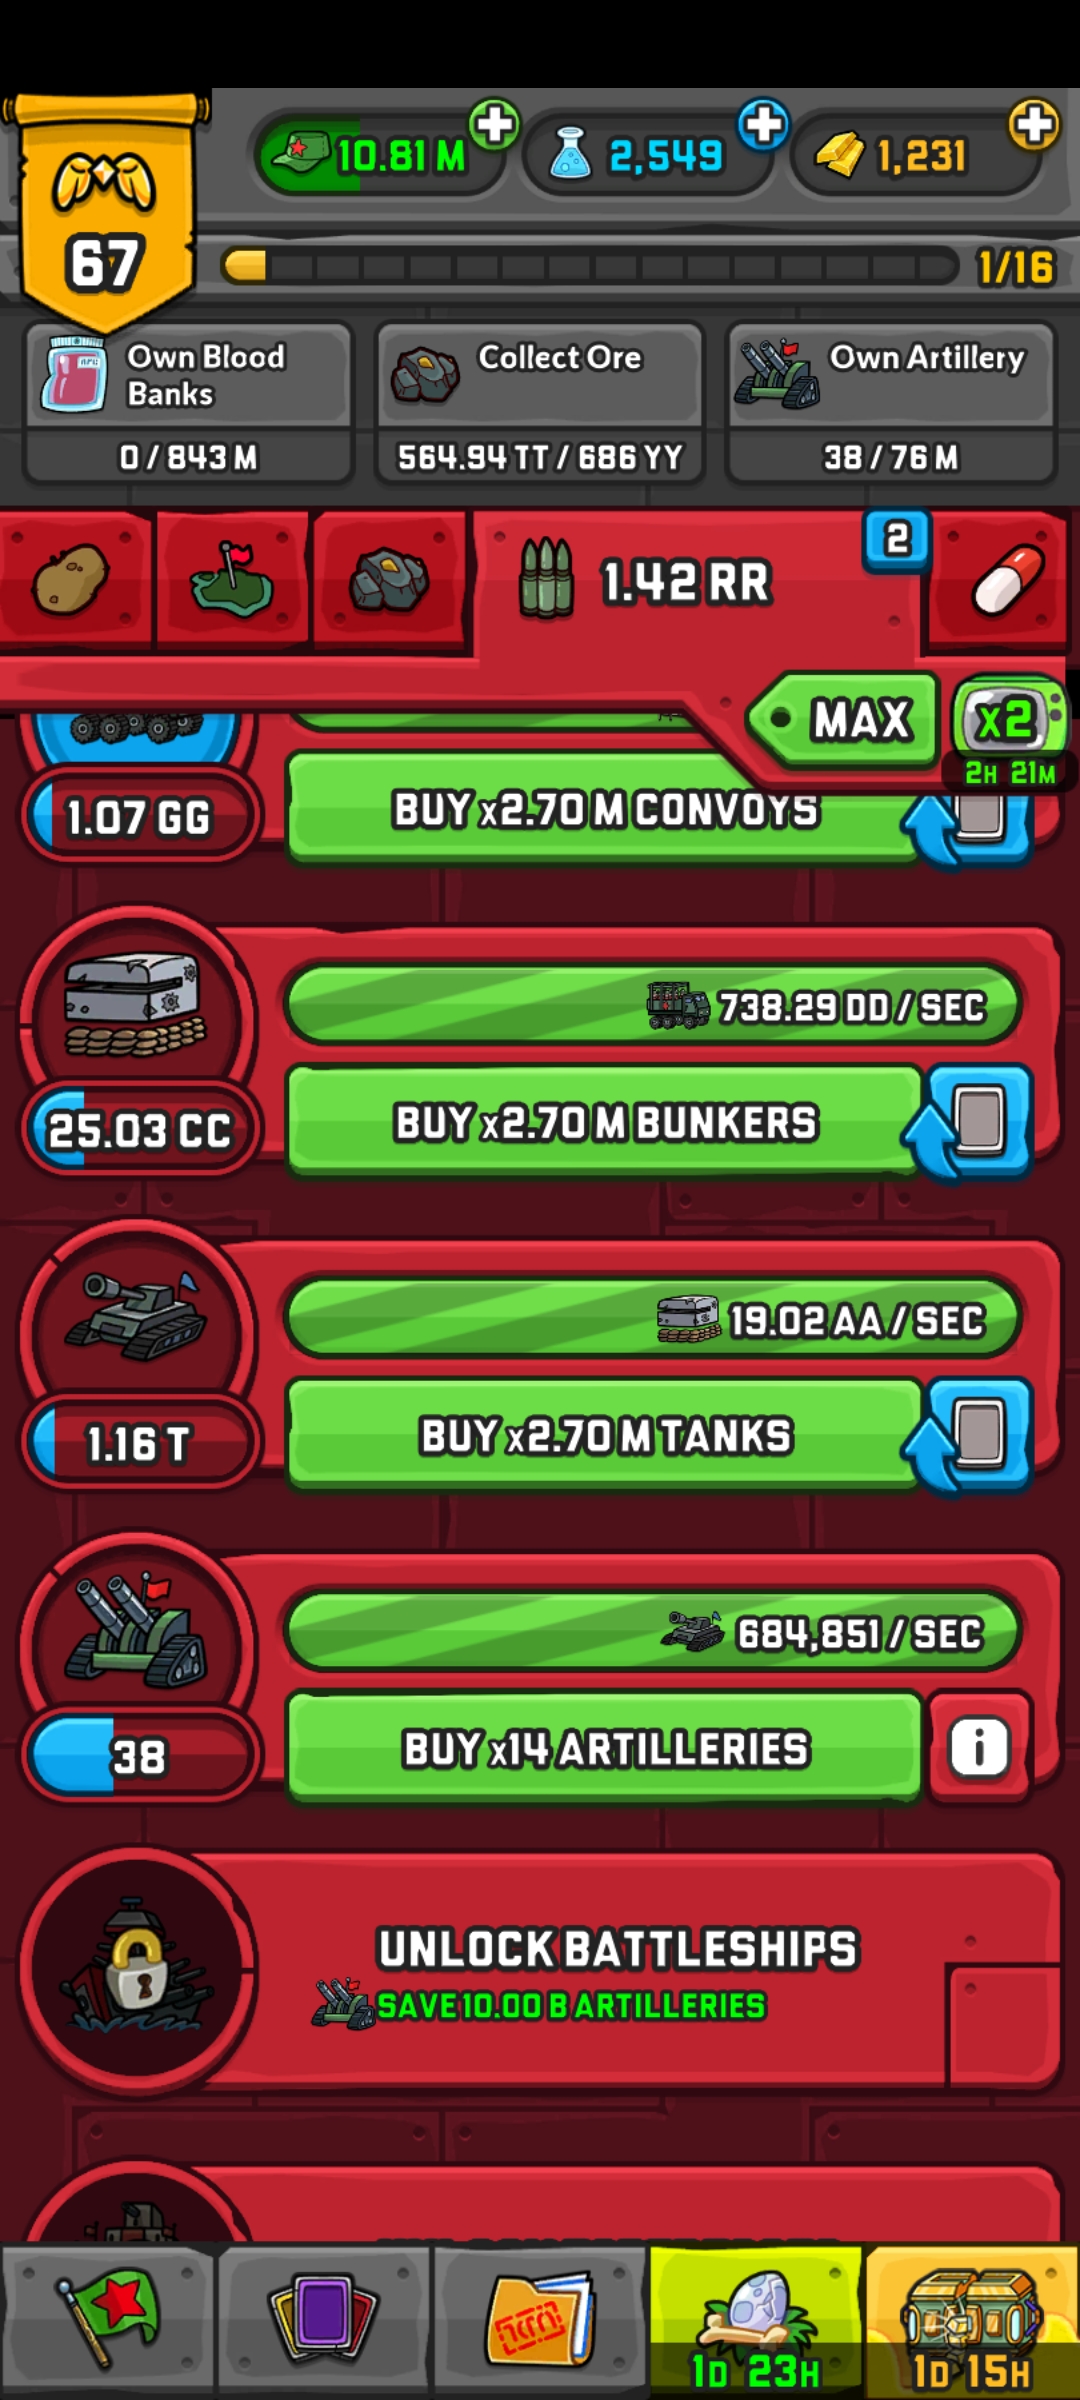 10.81 M
2,549
1,231
67
1/16
Own Blood
Banks
0 / 843 M
Collect Ore
564.94 TT / 686 YY
Own Artillery
38 / 76 M
1.42 RR
2
MAX
x2
2H 21M
1.07 GG
BUY x2.70 M CONVOYS
738.29 DD / SEC
25.03 CC
BUY x2.70 M BUNKERS
19.02 AA / SEC
1.16 T
BUY x2.70 M TANKS
684,851 / SEC
38
BUY x14 ARTILLERIES
i
UNLOCK BATTLESHIPS
SAVE 10.00 B ARTILLERIES
1D 23H
1D 15H